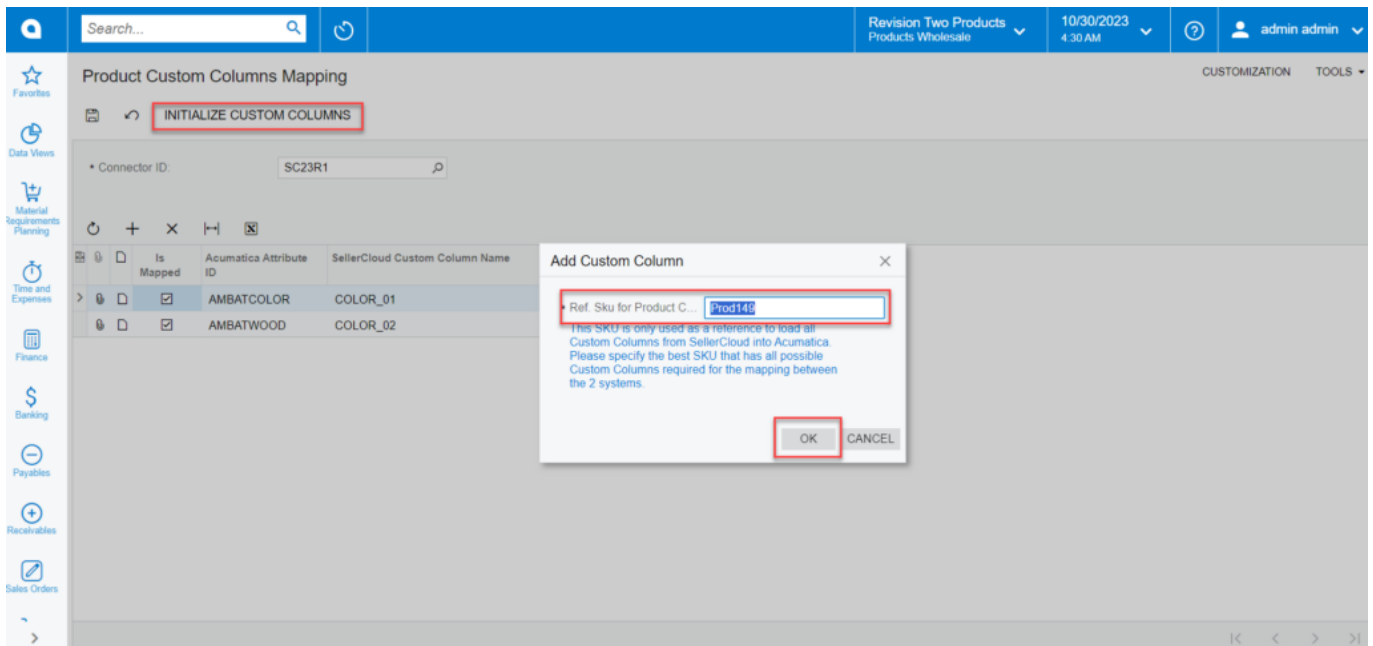 Search...
Revision Two Products
Products Wholesale
10/30/2023
4:30 AM
admin admin
Favorites
Data Views
Material
Requirements
Planning
Time and
Expenses
Finance
Banking
Payables
Receivables
Sales Orders
Product Custom Columns Mapping
CUSTOMIZATION
TOOLS
INITIALIZE CUSTOM COLUMNS
Connector ID:
SC23R1
Is
Mapped
Acumatica Attribute
ID
SellerCloud Custom Column Name
AMBATCOLOR
COLOR_01
AMBATWOOD
COLOR_02
Add Custom Column
Ref. Sku for Product C...
Prod149
This SKU is only used as a reference to load all
Custom Columns from SellerCloud into Acumatica.
Please specify the best SKU that has all possible
Custom Columns required for the mapping between
the 2 systems.
OK
CANCEL